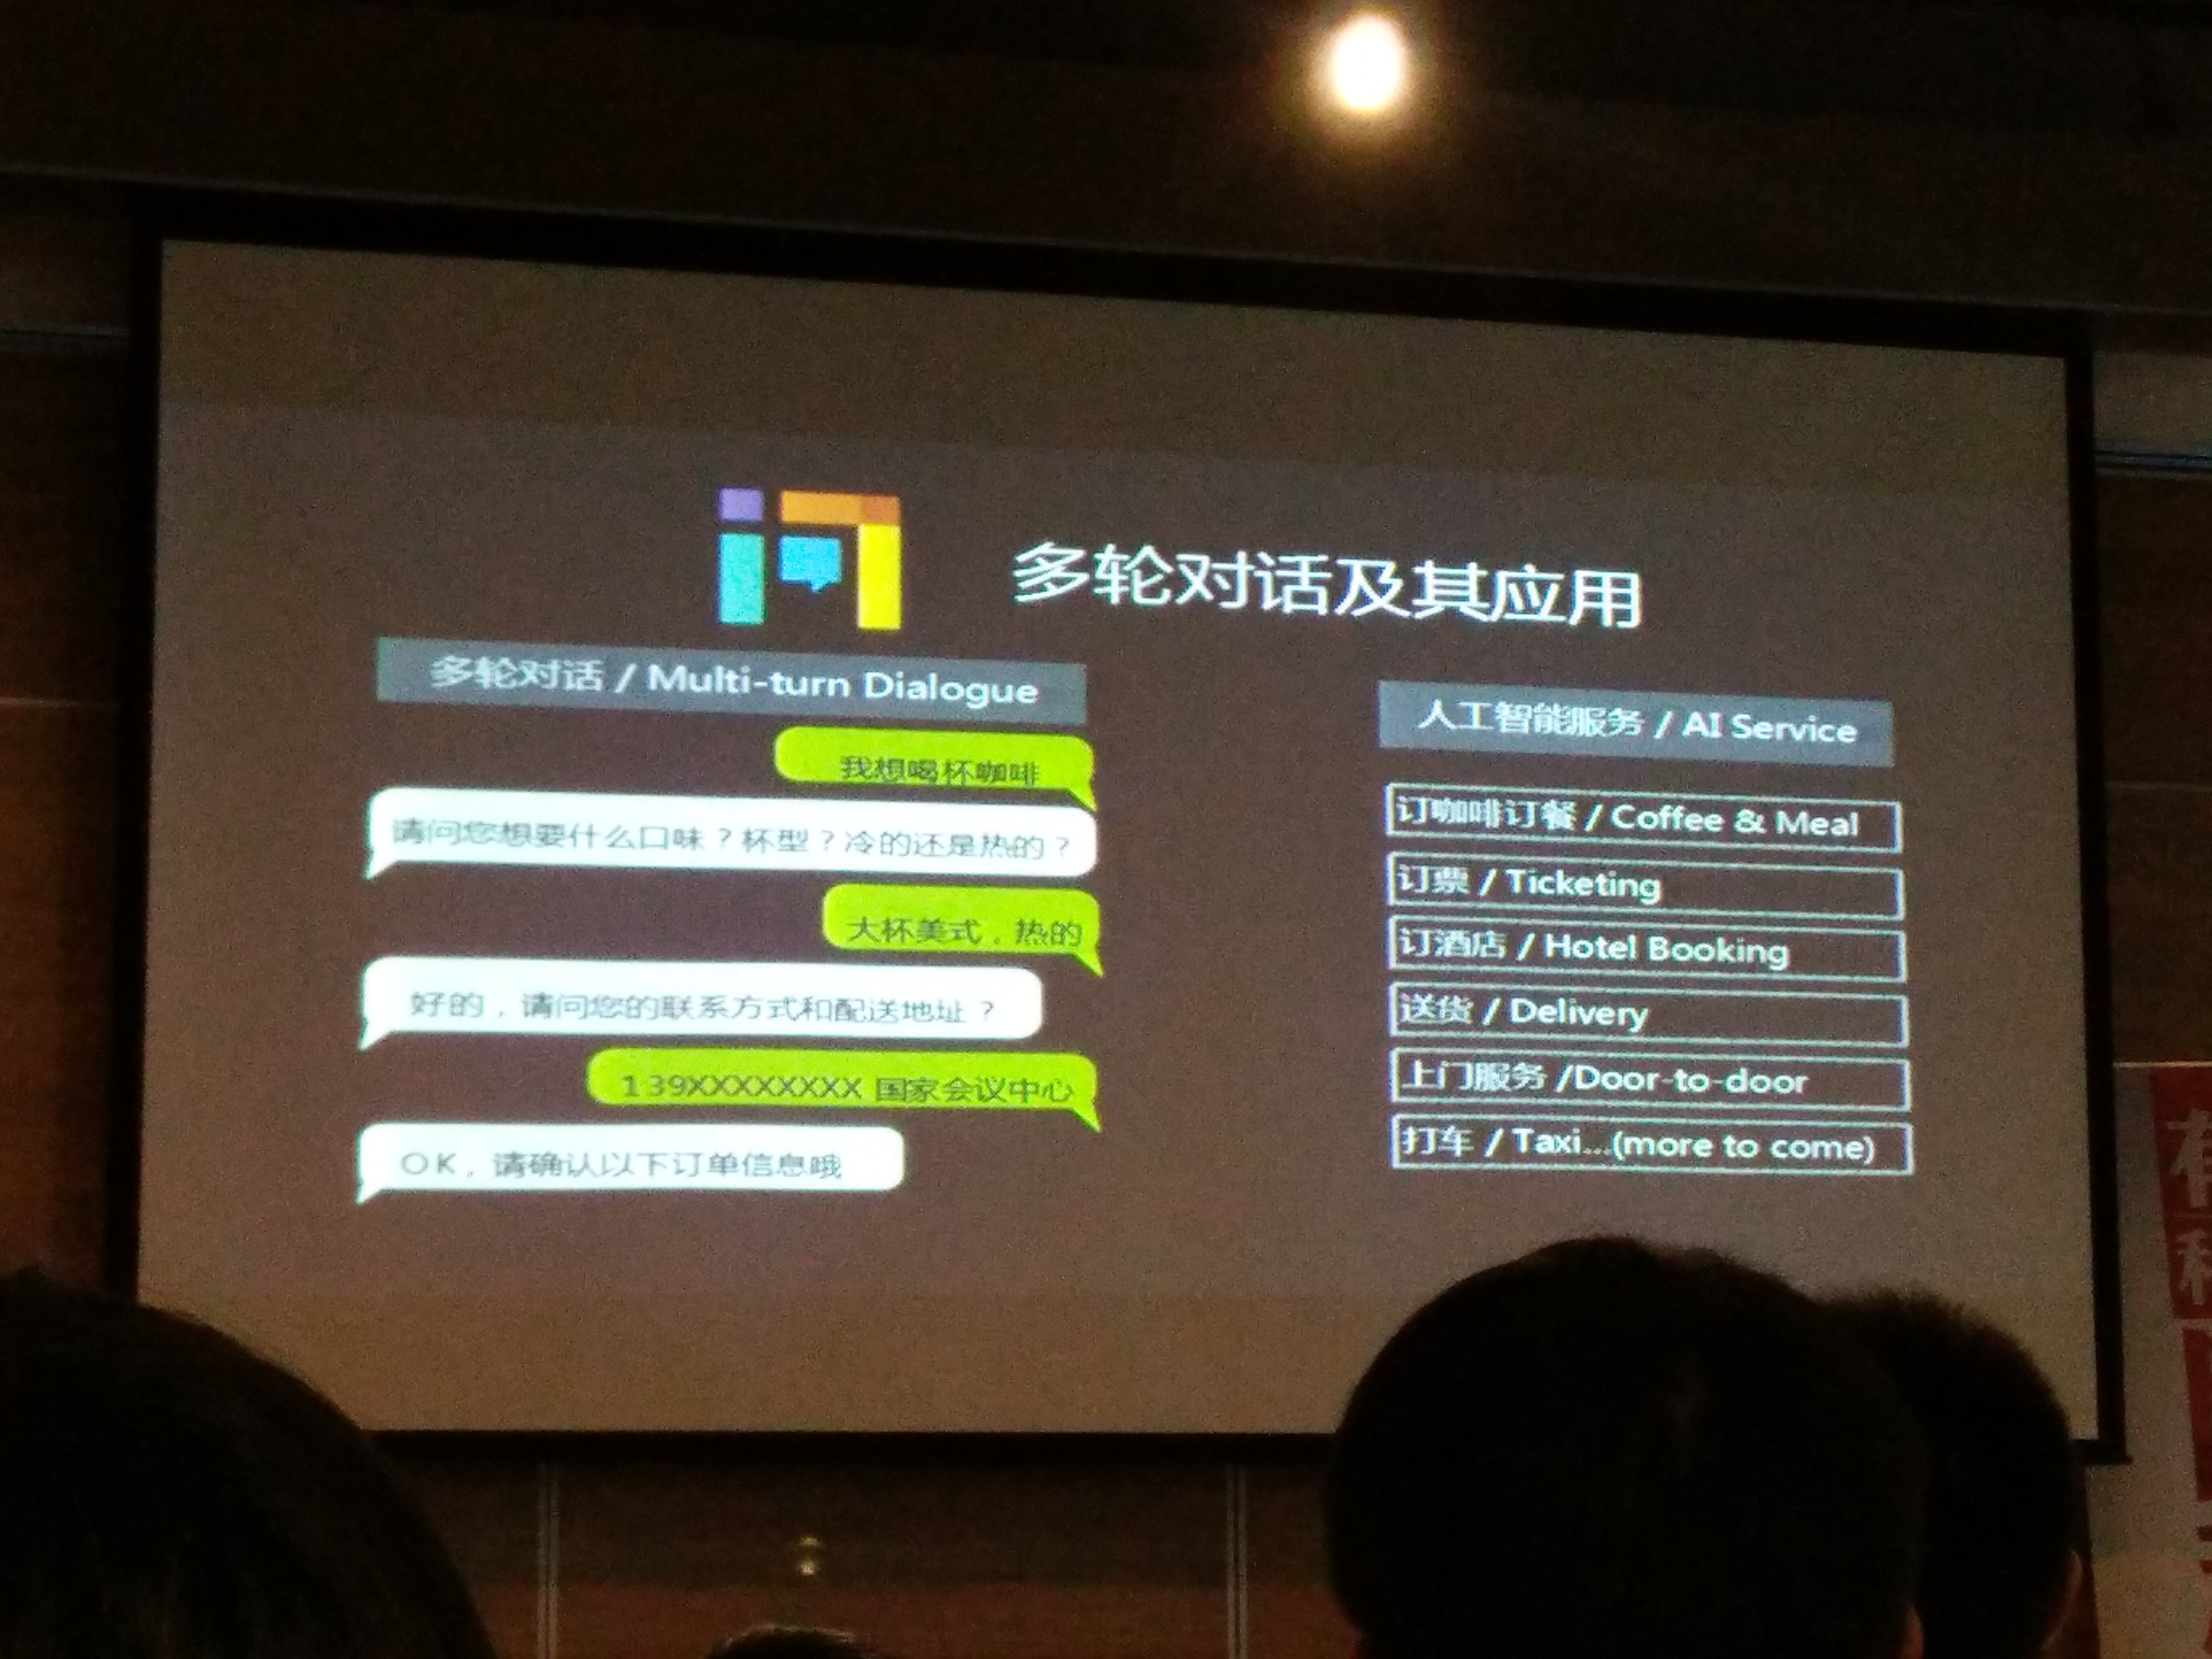 多轮对话及其应用
多轮对话 / Multi-turn Dialogue
我想喝杯咖啡
请问您想要什么口味？杯型？冷的还是热的？
大杯美式，热的
好的，请问您的联系方式和配送地址？
139XXXXXXXX 国家会议中心
OK，请确认以下订单信息哦
人工智能服务 / AI Service
订咖啡订餐 / Coffee & Meal
订票 / Ticketing
订酒店 / Hotel Booking
送货 / Delivery
上门服务 /Door-to-door
打车 / Taxi...(more to come)